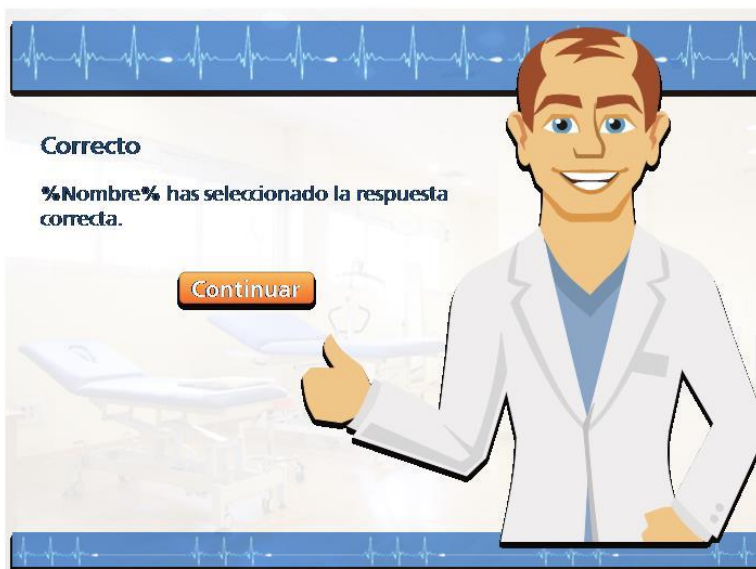 Correcto
%Nombre% has seleccionado la respuesta
correcta.
Continuar